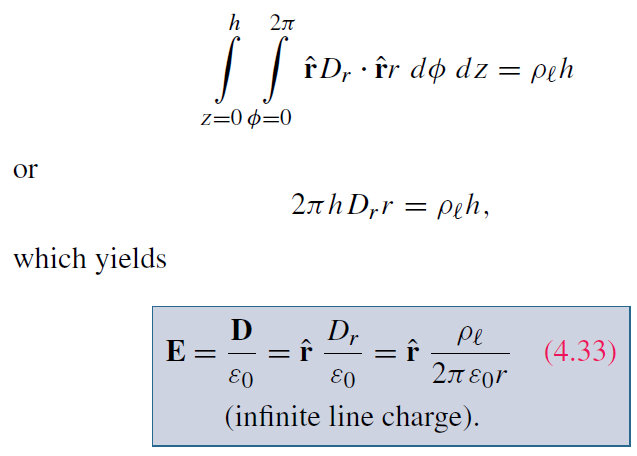 ∫_{z=0}^{h} ∫_{ϕ=0}^{2π} r̂D_r · r̂r dϕ dz = ρ_ℓh
or
2πhD_rr = ρ_ℓh,
which yields
E = D/ε₀ = r̂ D_r/ε₀ = r̂ ρ_ℓ/2πε₀r (4.33)
(infinite line charge).